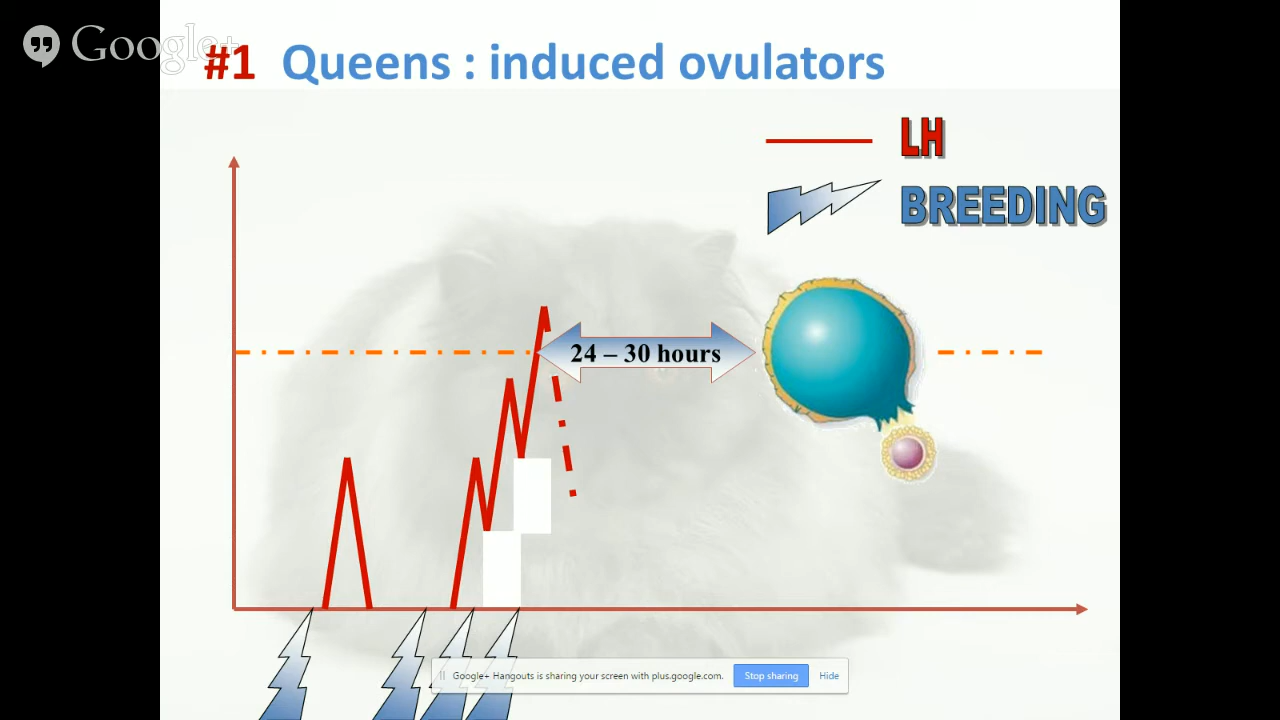 Google+
#1 Queens : induced ovulators
LH
BREEDING
24 – 30 hours
Google+ Hangouts is sharing your screen with plus.google.com.
Stop sharing
Hide